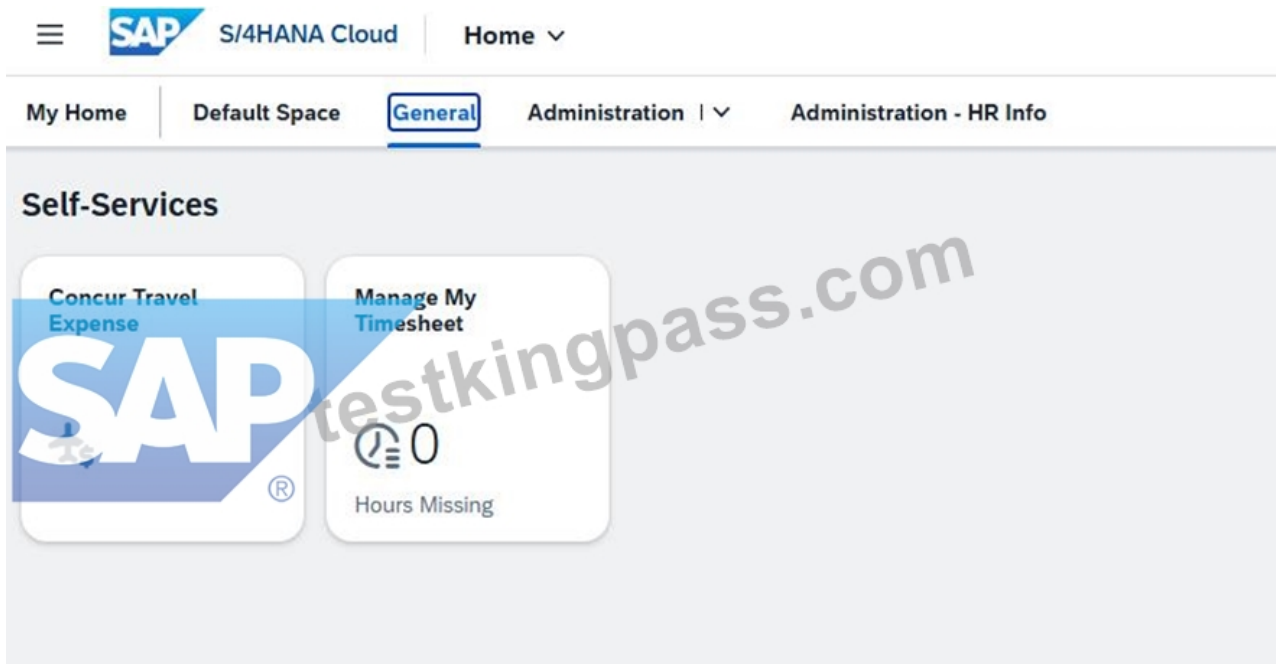 SAP S/4HANA Cloud Home
My Home Default Space General Administration Administration - HR Info
Self-Services
Concur Travel
Expense
Manage My
Timesheet
0
Hours Missing
SAP
®
testkingpass.com